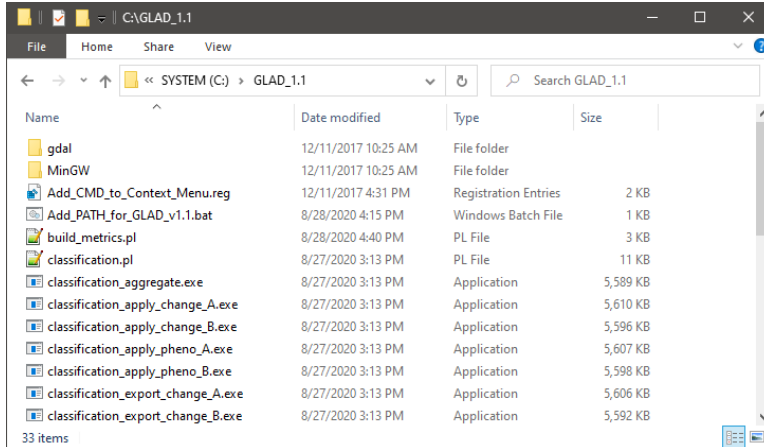 C:\GLAD_1.1
File Home Share View
« SYSTEM (C:) › GLAD_1.1 Search GLAD_1.1
Name Date modified Type Size
gdal 12/11/2017 10:25 AM File folder
MinGW 12/11/2017 10:25 AM File folder
Add_CMD_to_Context_Menu.reg 12/11/2017 4:31 PM Registration Entries 2 KB
Add_PATH_for_GLAD_v1.1.bat 8/28/2020 4:15 PM Windows Batch File 1 KB
build_metrics.pl 8/28/2020 4:40 PM PL File 3 KB
classification.pl 8/27/2020 3:13 PM PL File 11 KB
classification_aggregate.exe 8/27/2020 3:13 PM Application 5,589 KB
classification_apply_change_A.exe 8/27/2020 3:13 PM Application 5,610 KB
classification_apply_change_B.exe 8/27/2020 3:13 PM Application 5,596 KB
classification_apply_pheno_A.exe 8/27/2020 3:13 PM Application 5,607 KB
classification_apply_pheno_B.exe 8/27/2020 3:13 PM Application 5,598 KB
classification_export_change_A.exe 8/27/2020 3:13 PM Application 5,606 KB
classification_export_change_B.exe 8/27/2020 3:13 PM Application 5,592 KB
33 items